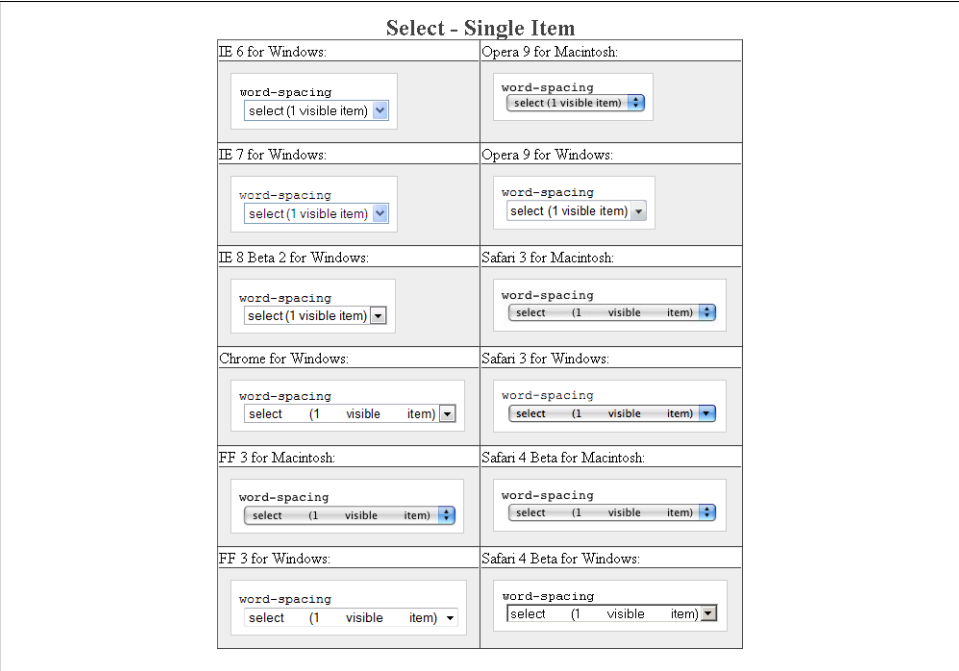 Select - Single Item
IE 6 for Windows:
word-spacing
select (1 visible item)
Opera 9 for Macintosh:
word-spacing
select (1 visible item)
IE 7 for Windows:
word-spacing
select (1 visible item)
Opera 9 for Windows:
word-spacing
select (1 visible item)
IE 8 Beta 2 for Windows:
word-spacing
select (1 visible item)
Safari 3 for Macintosh:
word-spacing
select (1 visible item)
Chrome for Windows:
word-spacing
select (1 visible item)
Safari 3 for Windows:
word-spacing
select (1 visible item)
FF 3 for Macintosh:
word-spacing
select (1 visible item)
Safari 4 Beta for Macintosh:
word-spacing
select (1 visible item)
FF 3 for Windows:
word-spacing
select (1 visible item)
Safari 4 Beta for Windows:
word-spacing
select (1 visible item)